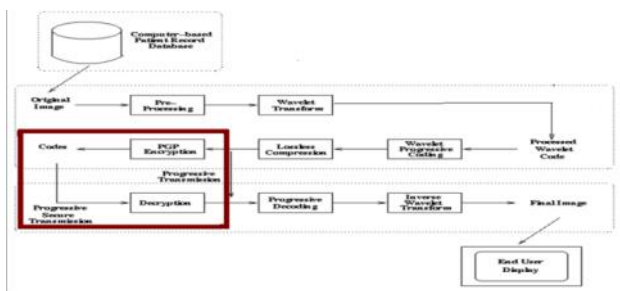 Computer-based
Patient Record
Database
Original
Image
Pre-
Processing
Wavelet
Transform
Codes
PGP
Encryption
Lossless
Compression
Wavelet
Progressive
Coding
Processed
Wavelet
Code
Progressive
Transmission
Progressive
Secure
Transmission
Decryption
Progressive
Decoding
Inverse
Wavelet
Transform
Final Image
End User
Display